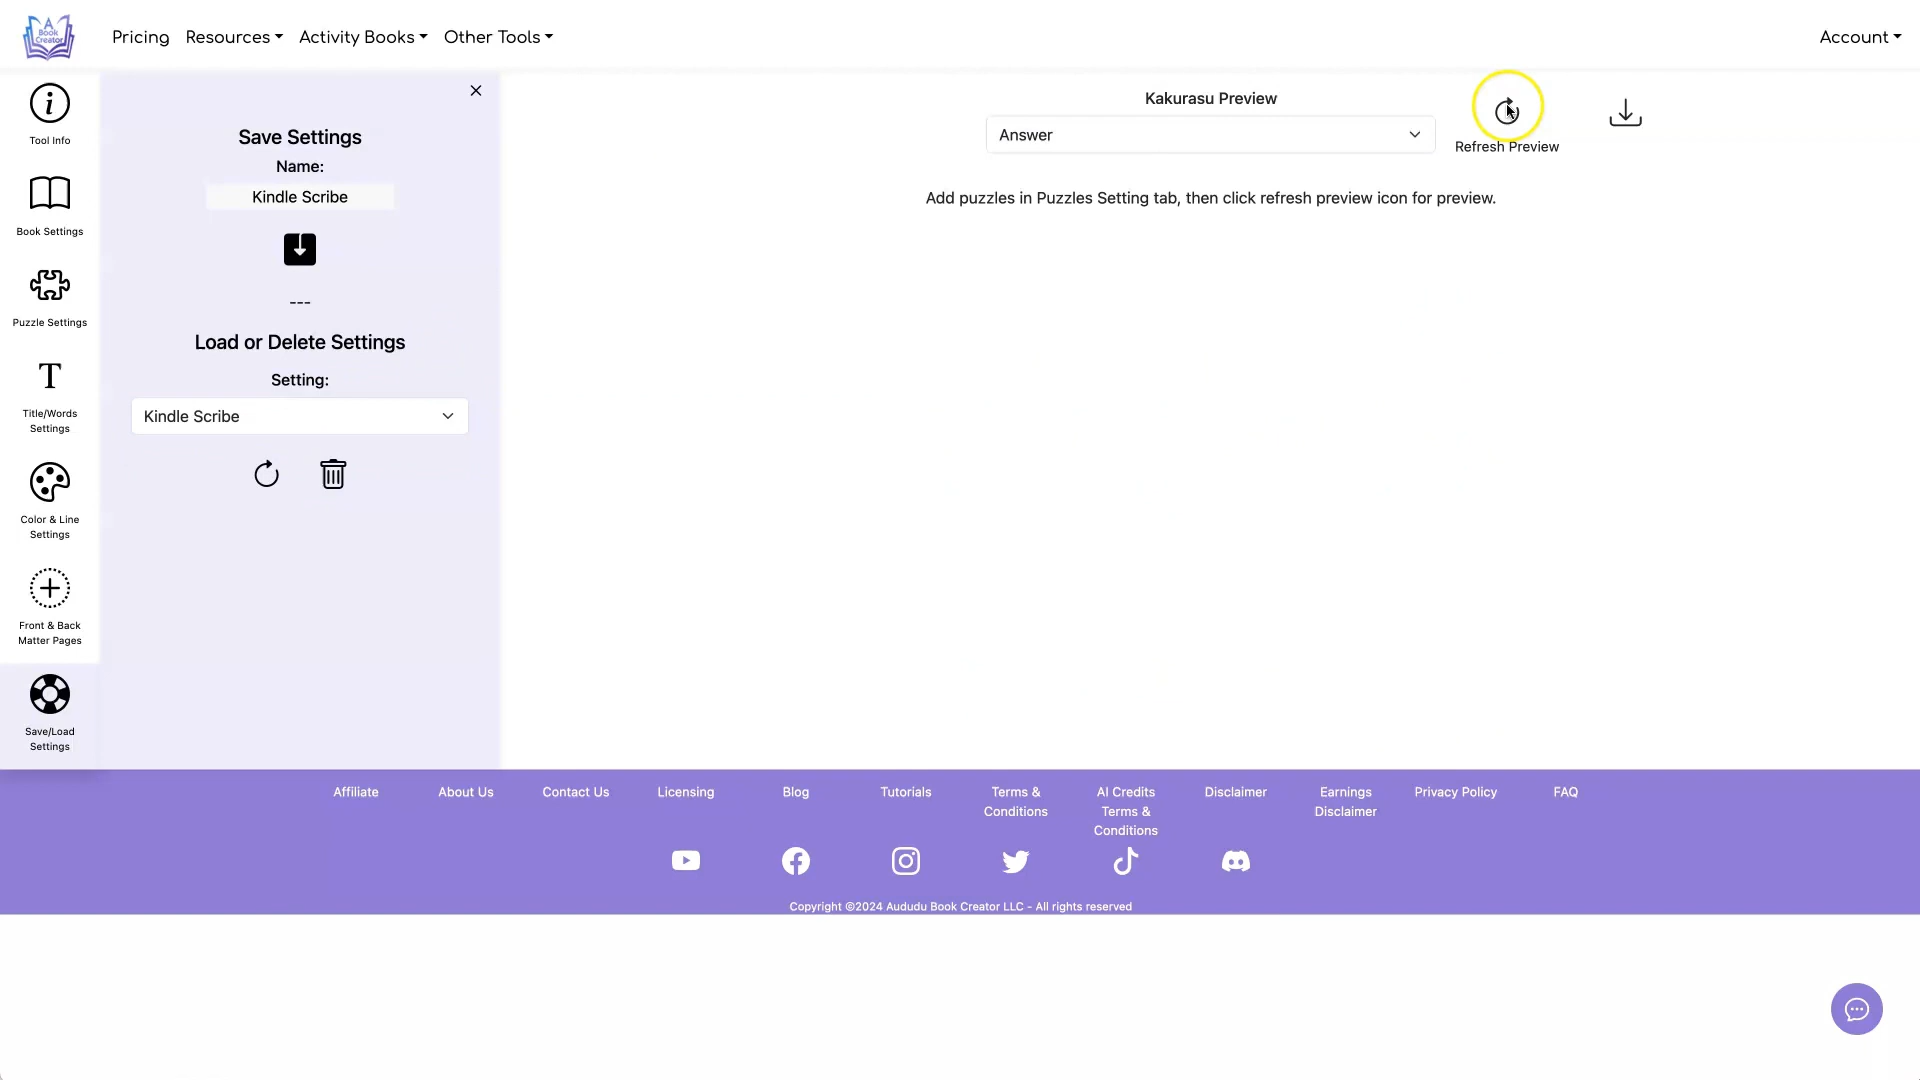 A
Book
Creator
Pricing
Resources
Activity Books
Other Tools
Account
Tool Info
Book Settings
Puzzle Settings
Title/Words
Settings
Color & Line
Settings
Front & Back
Matter Pages
Save/Load
Settings
Save Settings
Name:
Kindle Scribe
---
Load or Delete Settings
Setting:
Kindle Scribe
Kakurasu Preview
Answer
Refresh Preview
Add puzzles in Puzzles Setting tab, then click refresh preview icon for preview.
Affiliate
About Us
Contact Us
Licensing
Blog
Tutorials
Terms &
Conditions
AI Credits
Terms &
Conditions
Disclaimer
Earnings
Disclaimer
Privacy Policy
FAQ
Copyright ©2024 Aududu Book Creator LLC - All rights reserved